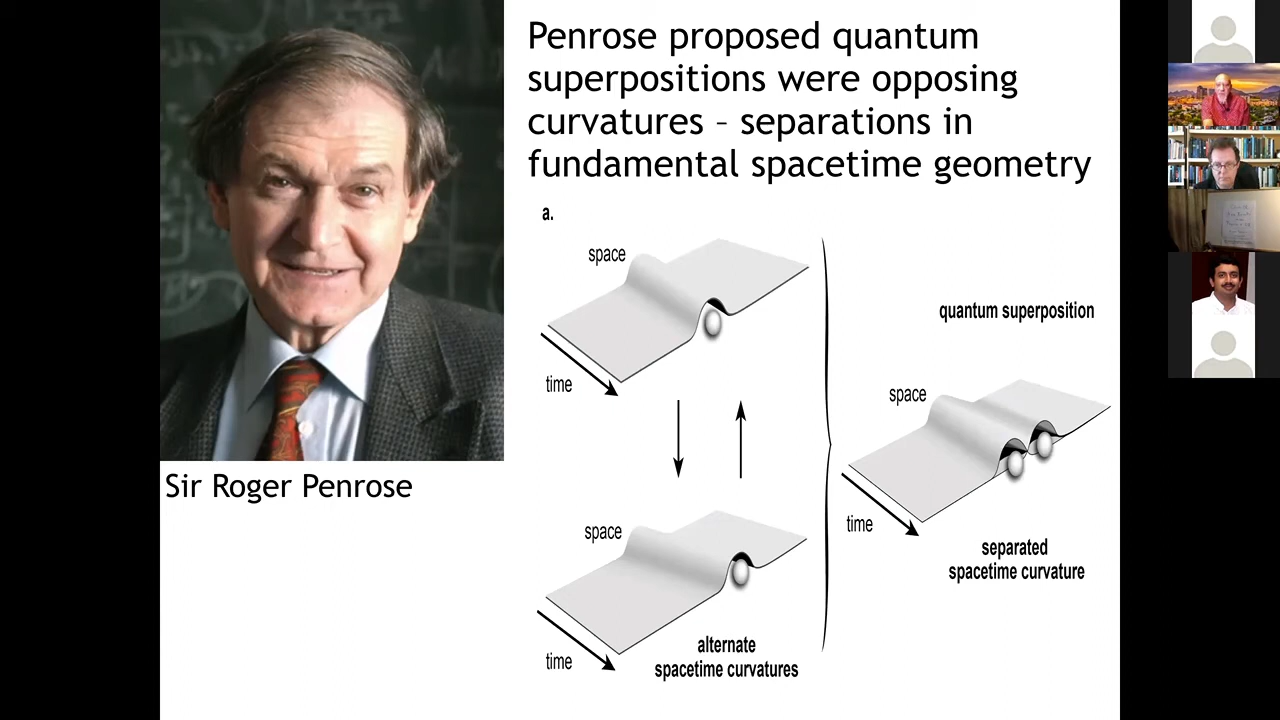 Penrose proposed quantum
superpositions were opposing
curvatures – separations in
fundamental spacetime geometry
Sir Roger Penrose
a.
space
time
space
time
alternate
spacetime curvatures
quantum superposition
space
time
separated
spacetime curvature